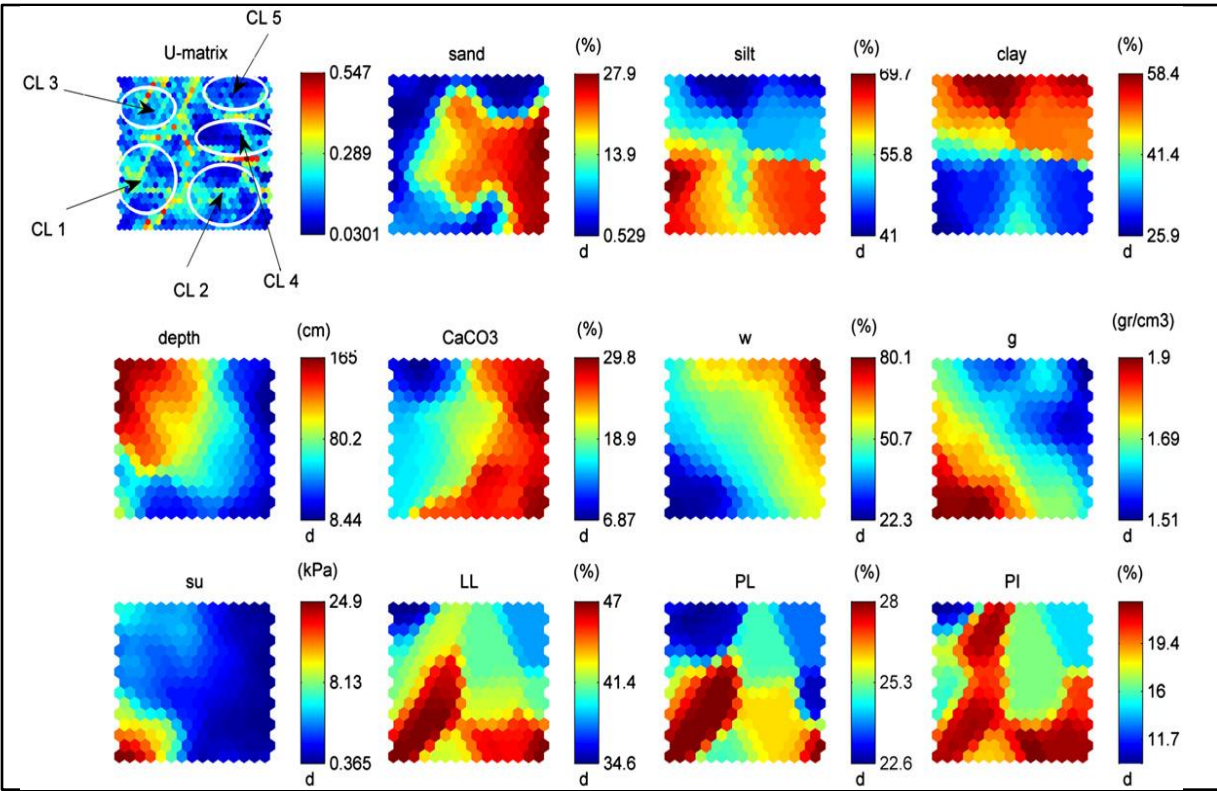 CL 5
U-matrix
CL 3
CL 1
CL 2
CL 4
0.547
0.289
0.0301
sand
(%)
27.9
13.9
0.529
d
silt
(%)
69.7
55.8
41
d
clay
(%)
58.4
41.4
25.9
d
depth
(cm)
165
80.2
8.44
d
CaCO3
(%)
29.8
18.9
6.87
d
w
(%)
80.1
50.7
22.3
d
g
(gr/cm3)
1.9
1.69
1.51
d
su
(kPa)
24.9
8.13
0.365
d
LL
(%)
47
41.4
34.6
d
PL
(%)
28
25.3
22.6
d
PI
(%)
19.4
16
11.7
d